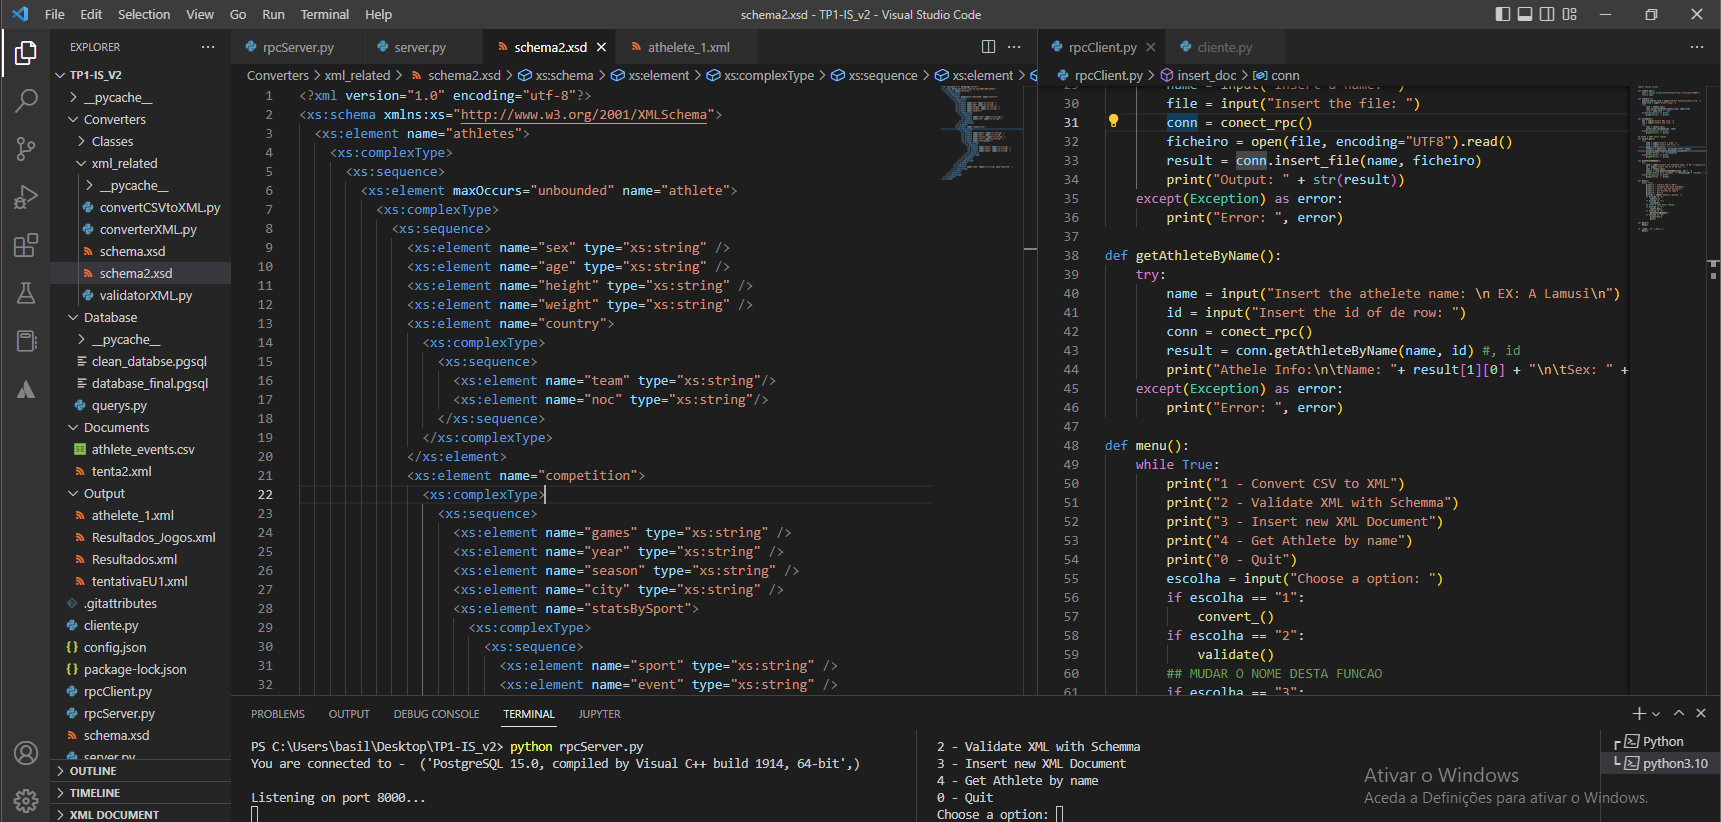 File Edit Selection View Go Run Terminal Help
schema2.xsd - TP1-IS_v2 - Visual Studio Code
EXPLORER
TP1-IS_V2
__pycache__
Converters
Classes
xml_related
__pycache__
convertCSVtoXML.py
converterXML.py
schema.xsd
schema2.xsd
validatorXML.py
Database
__pycache__
clean_databse.pgsql
database_final.pgsql
querys.py
Documents
athlete_events.csv
tenta2.xml
Output
athelete_1.xml
Resultados_Jogos.xml
Resultados.xml
tentativaEU1.xml
.gitattributes
cliente.py
config.json
package-lock.json
rpcClient.py
rpcServer.py
schema.xsd
server.py
OUTLINE
TIMELINE
XML DOCUMENT
rpcServer.py server.py schema2.xsd athelete_1.xml
Converters > xml_related > schema2.xsd > xs:schema > xs:element > xs:complexType > xs:sequence > xs:element >
1 <?xml version="1.0" encoding="utf-8"?>
2 <xs:schema xmlns:xs="http://www.w3.org/2001/XMLSchema">
3 <xs:element name="athletes">
4 <xs:complexType>
5 <xs:sequence>
6 <xs:element maxOccurs="unbounded" name="athlete">
7 <xs:complexType>
8 <xs:sequence>
9 <xs:element name="sex" type="xs:string" />
10 <xs:element name="age" type="xs:string" />
11 <xs:element name="height" type="xs:string" />
12 <xs:element name="weight" type="xs:string" />
13 <xs:element name="country">
14 <xs:complexType>
15 <xs:sequence>
16 <xs:element name="team" type="xs:string"/>
17 <xs:element name="noc" type="xs:string"/>
18 </xs:sequence>
19 </xs:complexType>
20 </xs:element>
21 <xs:element name="competition">
22 <xs:complexType>
23 <xs:sequence>
24 <xs:element name="games" type="xs:string" />
25 <xs:element name="year" type="xs:string" />
26 <xs:element name="season" type="xs:string" />
27 <xs:element name="city" type="xs:string" />
28 <xs:element name="statsBySport">
29 <xs:complexType>
30 <xs:sequence>
31 <xs:element name="sport" type="xs:string" />
32 <xs:element name="event" type="xs:string" />
rpcClient.py cliente.py
rpcClient.py > insert_doc > conn
29 name = input("Insert a name: ")
30 file = input("Insert the file: ")
31 conn = conect_rpc()
32 ficheiro = open(file, encoding="UTF8").read()
33 result = conn.insert_file(name, ficheiro)
34 print("Output: " + str(result))
35 except(Exception) as error:
36 print("Error: ", error)
37
38 def getAthleteByName():
39 try:
40 name = input("Insert the athelete name: \n EX: A Lamusi\n")
41 id = input("Insert the id of de row: ")
42 conn = conect_rpc()
43 result = conn.getAthleteByName(name, id) #, id
44 print("Athele Info:\n\tName: "+ result[1][0] + "\n\tSex: " +
45 except(Exception) as error:
46 print("Error: ", error)
47
48 def menu():
49 while True:
50 print("1 - Convert CSV to XML")
51 print("2 - Validate XML with Schemma")
52 print("3 - Insert new XML Document")
53 print("4 - Get Athlete by name")
54 print("0 - Quit")
55 escolha = input("Choose a option: ")
56 if escolha == "1":
57 convert_()
58 if escolha == "2":
59 validate()
60 ## MUDAR O NOME DESTA FUNCAO
61 if escolha == "3":
PROBLEMS OUTPUT DEBUG CONSOLE TERMINAL JUPYTER
PS C:\Users\basil\Desktop\TP1-IS_v2> python rpcServer.py
You are connected to - ('PostgreSQL 15.0, compiled by Visual C++ build 1914, 64-bit',)
Listening on port 8000...
2 - Validate XML with Schemma
3 - Insert new XML Document
4 - Get Athlete by name
0 - Quit
Choose a option:
Python
python3.10
Ativar o Windows
Aceda a Definições para ativar o Windows.